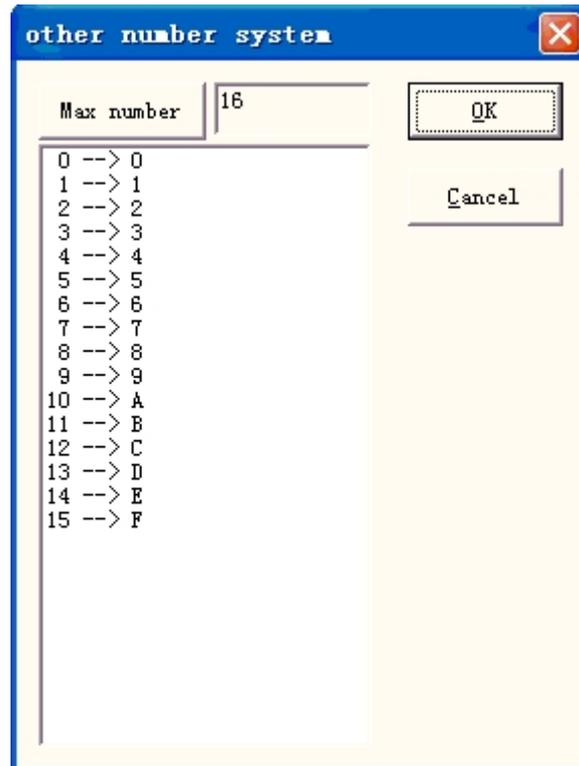 other number system
Max number
16
OK
Cancel
0 --> 0
1 --> 1
2 --> 2
3 --> 3
4 --> 4
5 --> 5
6 --> 6
7 --> 7
8 --> 8
9 --> 9
10 --> A
11 --> B
12 --> C
13 --> D
14 --> E
15 --> F